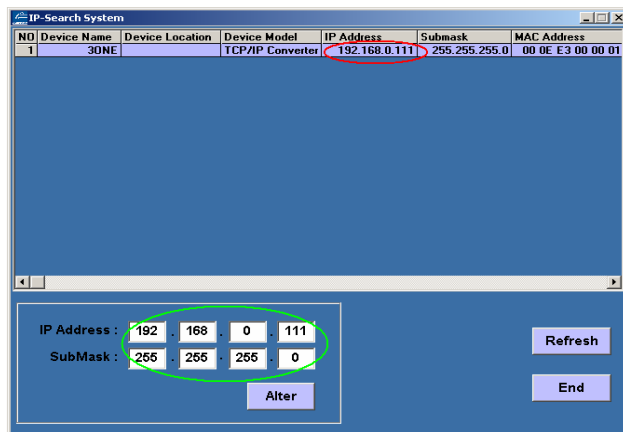 IP-Search System
NO Device Name Device Location Device Model IP Address Submask MAC Address
1 3ONE TCP/IP Converter 192.168.0.111 255.255.255.0 00 0E E3 00 00 01
IP Address : 192 . 168 . 0 . 111
SubMask : 255 . 255 . 255 . 0
Alter
Refresh
End